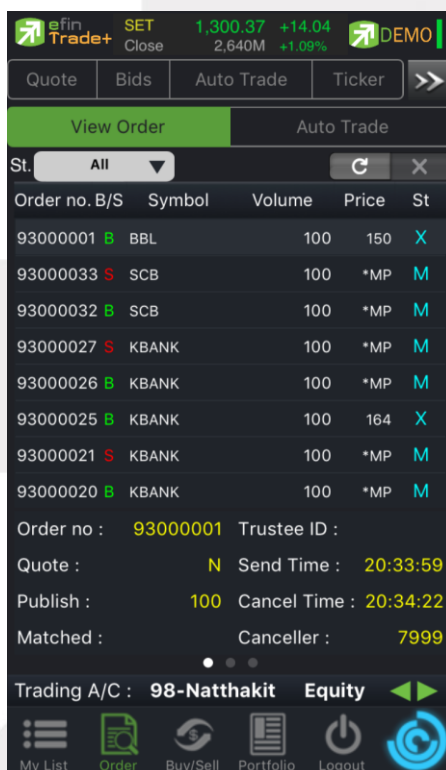 efin SET 1,300.37 +14.04
Trade+ Close 2,640M +1.09% DEMO
Quote Bids Auto Trade Ticker >>
View Order Auto Trade
St. All
Order no. B/S Symbol Volume Price St
93000001 B BBL 100 150 X
93000033 S SCB 100 *MP M
93000032 B SCB 100 *MP M
93000027 S KBANK 100 *MP M
93000026 B KBANK 100 *MP M
93000025 B KBANK 100 164 X
93000021 S KBANK 100 *MP M
93000020 B KBANK 100 *MP M
Order no : 93000001 Trustee ID :
Quote : N Send Time : 20:33:59
Publish : 100 Cancel Time : 20:34:22
Matched : Canceller : 7999
Trading A/C : 98-Natthakit Equity
My List Order Buy/Sell Portfolio Logout